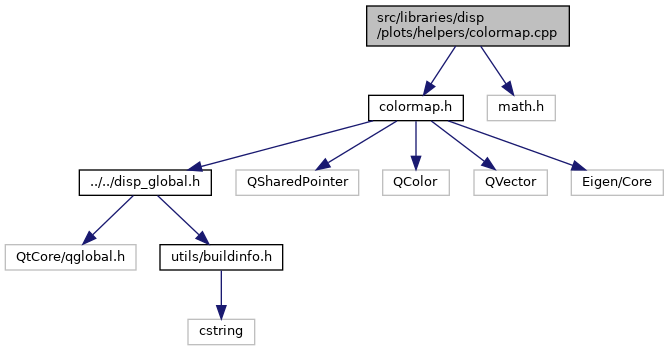 src/libraries/disp
/plots/helpers/colormap.cpp
colormap.h
math.h
../../disp_global.h
QSharedPointer
QColor
QVector
Eigen/Core
QtCore/qglobal.h
utils/buildinfo.h
cstring